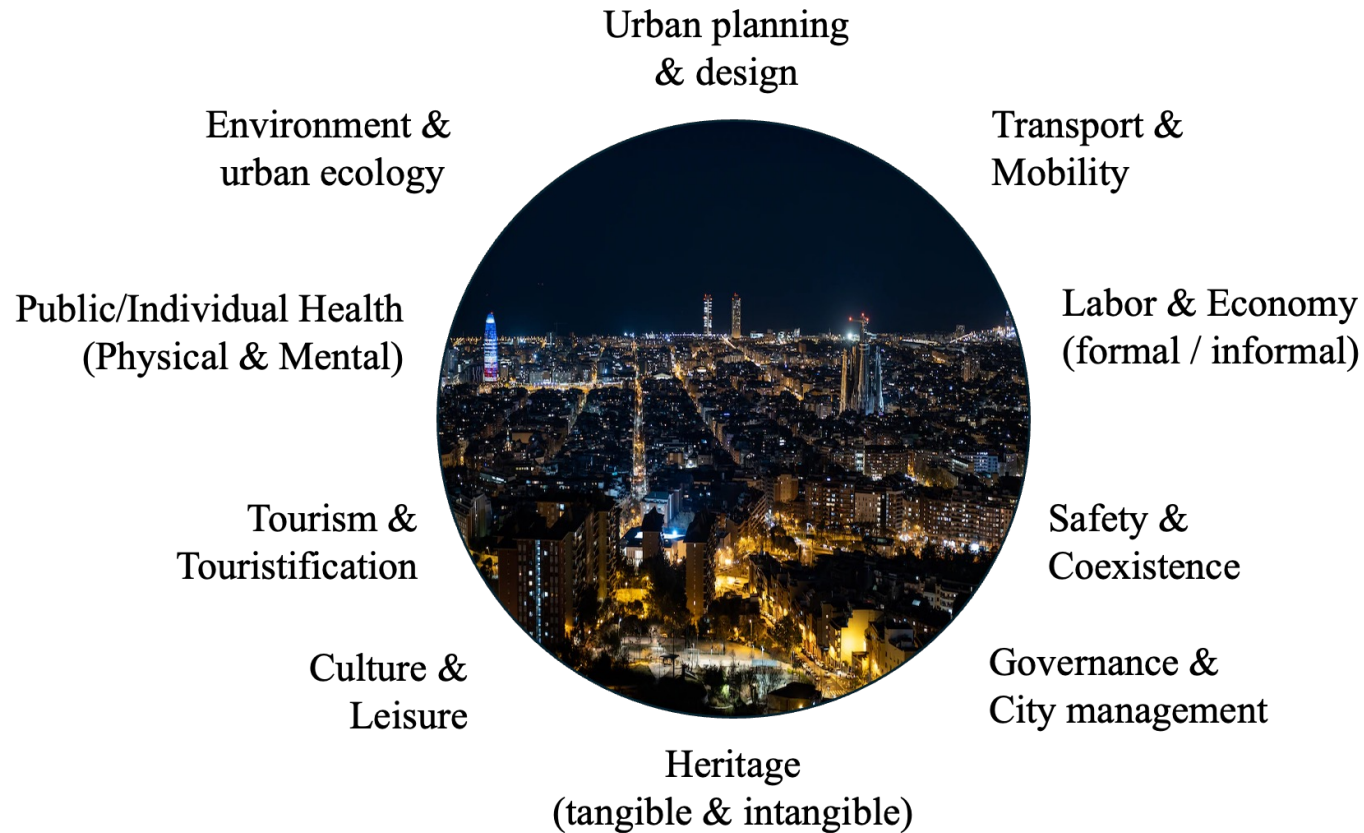 Urban planning
& design
Environment &
urban ecology
Transport &
Mobility
Public/Individual Health
(Physical & Mental)
Labor & Economy
(formal / informal)
Tourism &
Touristification
Safety &
Coexistence
Culture &
Leisure
Governance &
City management
Heritage
(tangible & intangible)